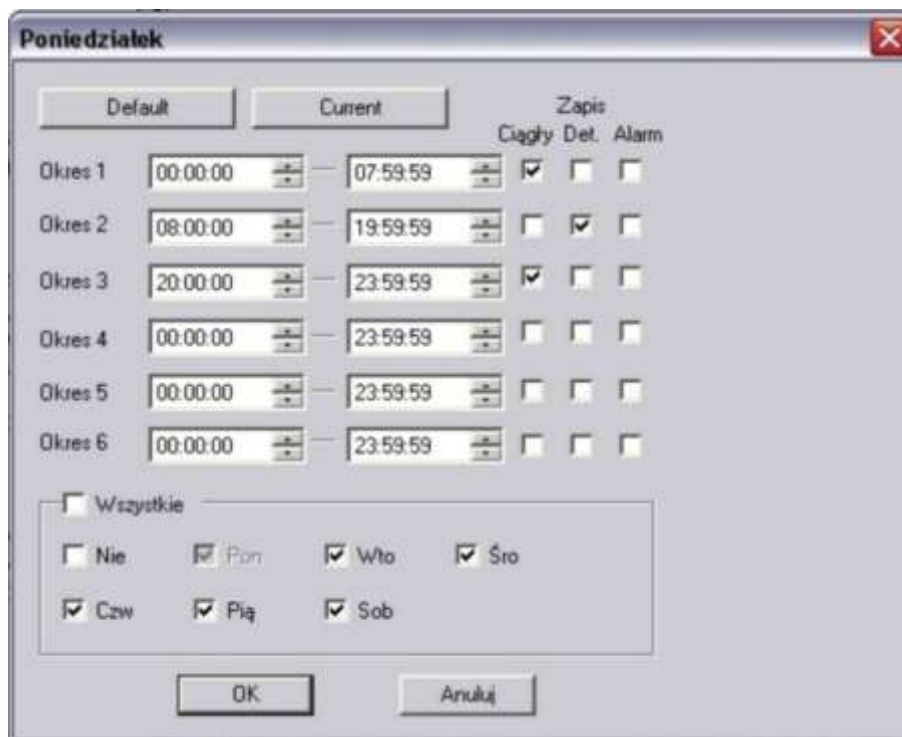 Poniedziałek
Default Current Zapis
Ciągły Det. Alarm
Okres 1 00:00:00 — 07:59:59
Okres 2 08:00:00 — 19:59:59
Okres 3 20:00:00 — 23:59:59
Okres 4 00:00:00 — 23:59:59
Okres 5 00:00:00 — 23:59:59
Okres 6 00:00:00 — 23:59:59
Wszystkie
Nie Pon Wto Śro
Czw Pią Sob
OK Anuluj